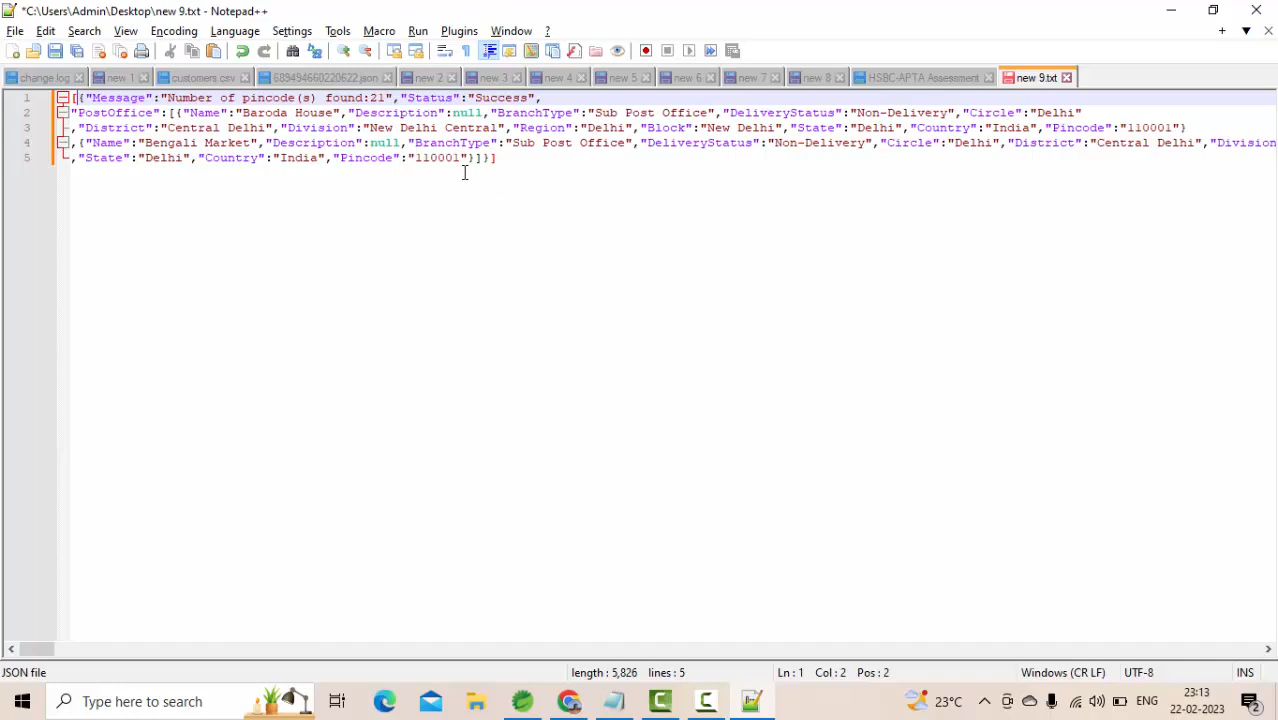 *C:\Users\Admin\Desktop\new 9.txt - Notepad++
File Edit Search View Encoding Language Settings Tools Macro Run Plugins Window ?
change.log new 1 customers.csv 689494660220622.json new 2 new 3 new 4 new 5 new 6 new 7 new 8 HSBC-APTA Assessment new 9.txt
1 [{"Message":"Number of pincode(s) found:21","Status":"Success",
2 "PostOffice":[{"Name":"Baroda House","Description":null,"BranchType":"Sub Post Office","DeliveryStatus":"Non-Delivery","Circle":"Delhi"
3 ,"District":"Central Delhi","Division":"New Delhi Central","Region":"Delhi","Block":"New Delhi","State":"Delhi","Country":"India","Pincode":"110001"}
4 ,{"Name":"Bengali Market","Description":null,"BranchType":"Sub Post Office","DeliveryStatus":"Non-Delivery","Circle":"Delhi","District":"Central Delhi","Division
5 ,"State":"Delhi","Country":"India","Pincode":"110001"}]}]
JSON file length : 5,826 lines : 5 Ln : 1 Col : 2 Pos : 2 Windows (CR LF) UTF-8 INS
Type here to search 23°C ENG 23:13
22-02-2023 2